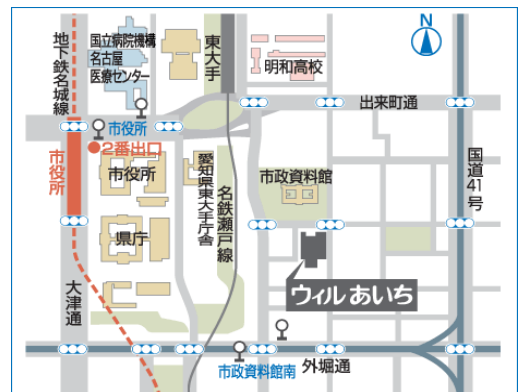 N
地下鉄名城線
国立病院機構
名古屋
医療センター
東大手
明和高校
出来町通
市役所
2番出口
市役所
市役所
愛知県東大手庁舎
名鉄瀬戸線
市政資料館
国道41号
県庁
ウィルあいち
大津通
市政資料館南
外堀通